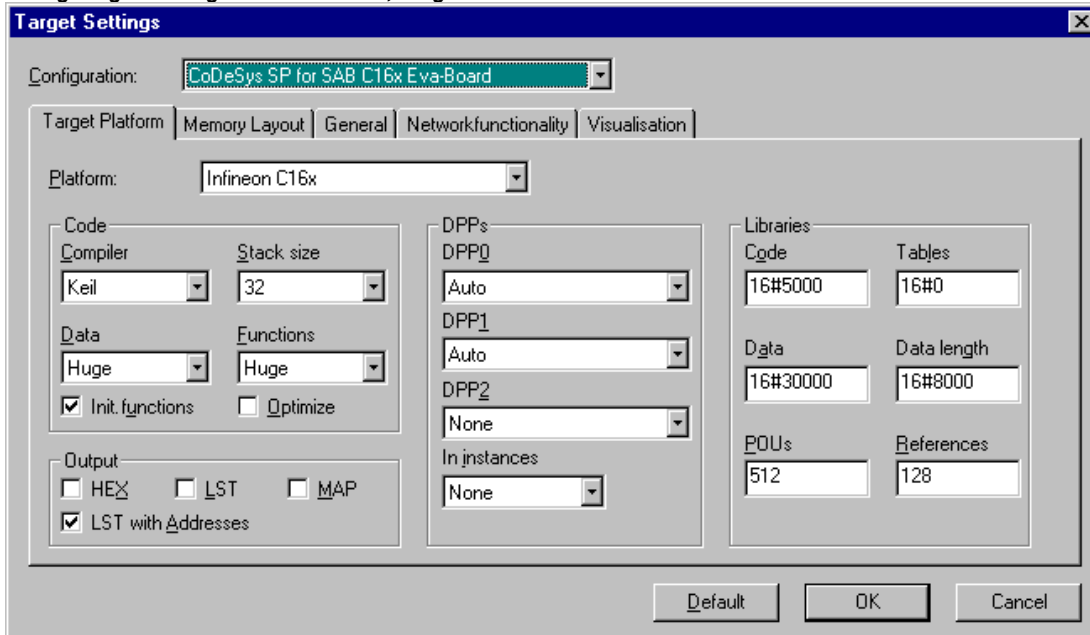 Target Settings
Configuration: CoDeSys SP for SAB C16x Eva-Board
Target Platform Memory Layout General Networkfunctionality Visualisation
Platform: Infineon C16x
Code
Compiler Stack size
Keil 32
Data Functions
Huge Huge
Init. functions Optimize
Output
HEX LST MAP
LST with Addresses
DPPs
DPP0
Auto
DPP1
Auto
DPP2
None
In instances
None
Libraries
Code Tables
16#5000 16#0
Data Data length
16#30000 16#8000
POUs References
512 128
Default OK Cancel